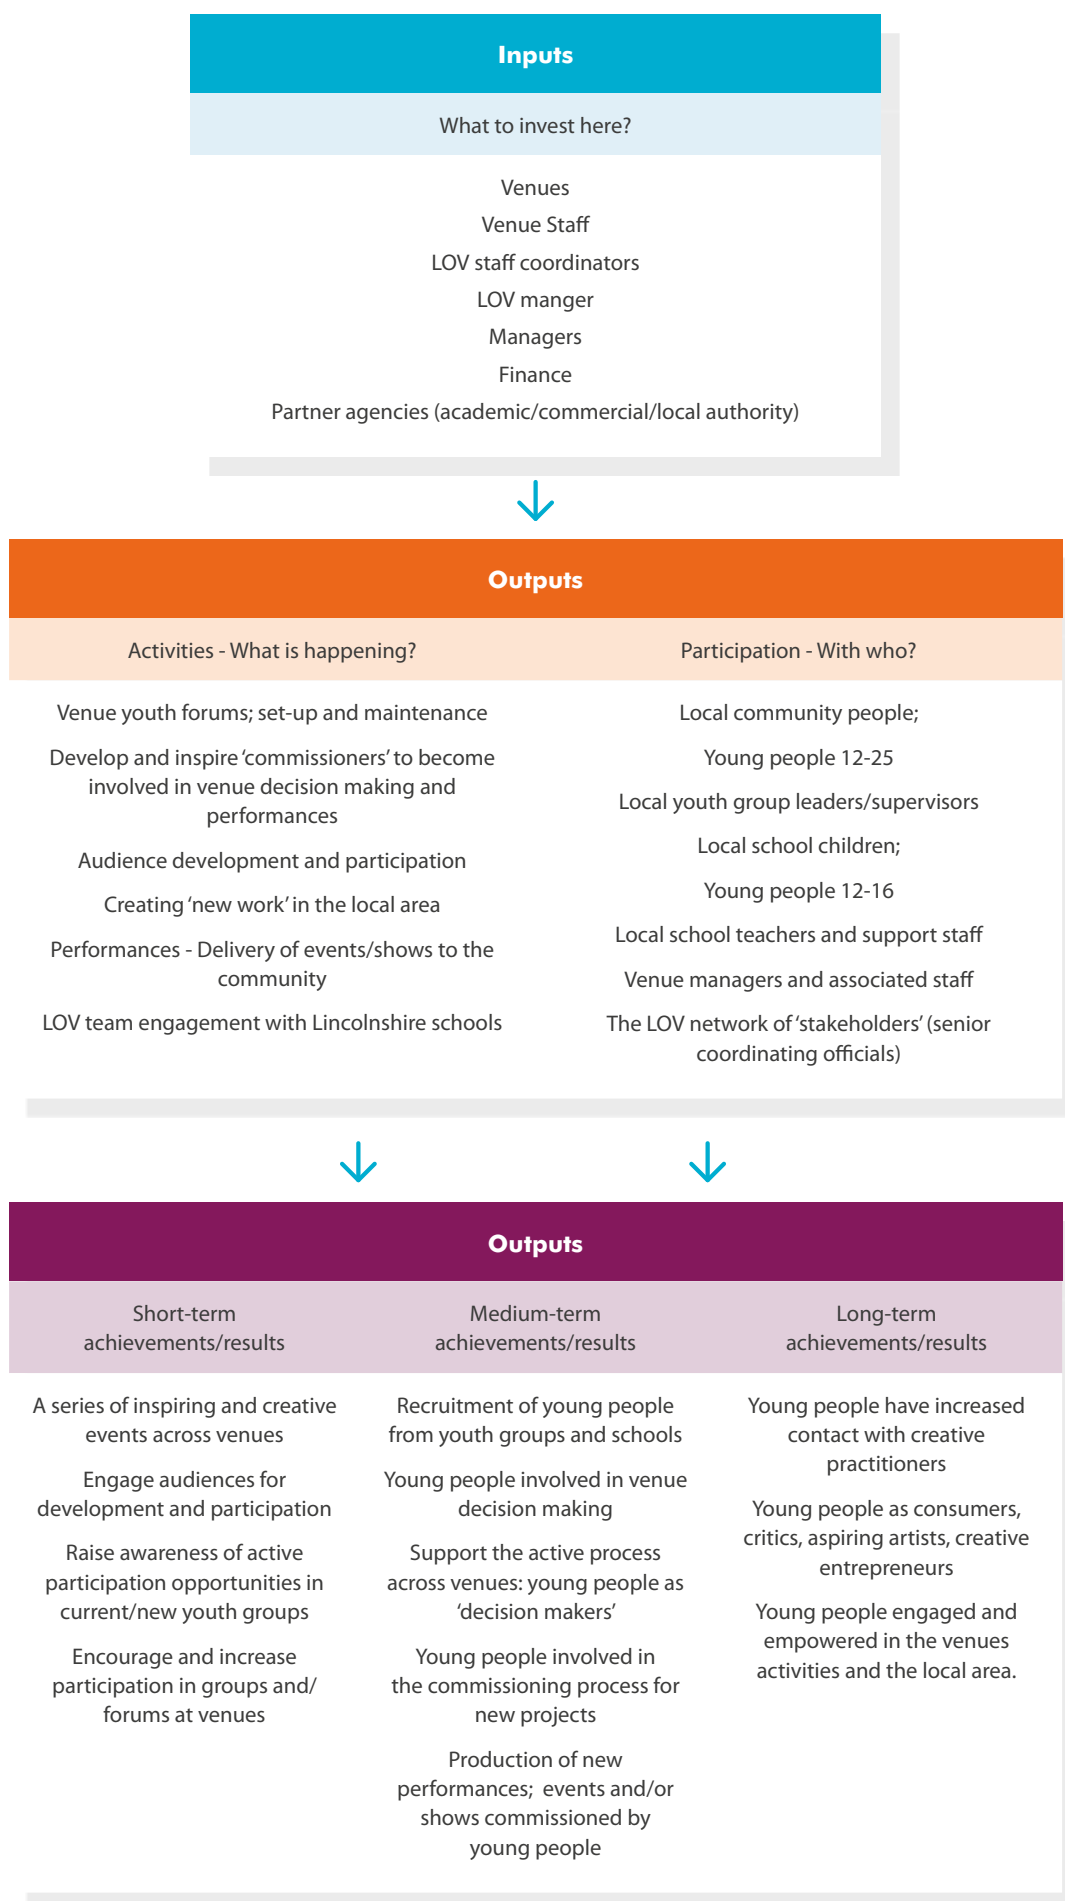 Inputs
What to invest here?
Venues
Venue Staff
LOV staff coordinators
LOV manger
Managers
Finance
Partner agencies (academic/commercial/local authority)
Outputs
Activities - What is happening?
Venue youth forums; set-up and maintenance
Develop and inspire ‘commissioners’ to become
involved in venue decision making and
performances
Audience development and participation
Creating ‘new work’ in the local area
Performances - Delivery of events/shows to the
community
LOV team engagement with Lincolnshire schools
Participation - With who?
Local community people;
Young people 12-25
Local youth group leaders/supervisors
Local school children;
Young people 12-16
Local school teachers and support staff
Venue managers and associated staff
The LOV network of ‘stakeholders’ (senior
coordinating officials)
Outputs
Short-term
achievements/results
A series of inspiring and creative
events across venues
Engage audiences for
development and participation
Raise awareness of active
participation opportunities in
current/new youth groups
Encourage and increase
participation in groups and/
forums at venues
Medium-term
achievements/results
Recruitment of young people
from youth groups and schools
Young people involved in venue
decision making
Support the active process
across venues: young people as
‘decision makers’
Young people involved in
the commissioning process for
new projects
Production of new
performances; events and/or
shows commissioned by
young people
Long-term
achievements/results
Young people have increased
contact with creative
practitioners
Young people as consumers,
critics, aspiring artists, creative
entrepreneurs
Young people engaged and
empowered in the venues
activities and the local area.